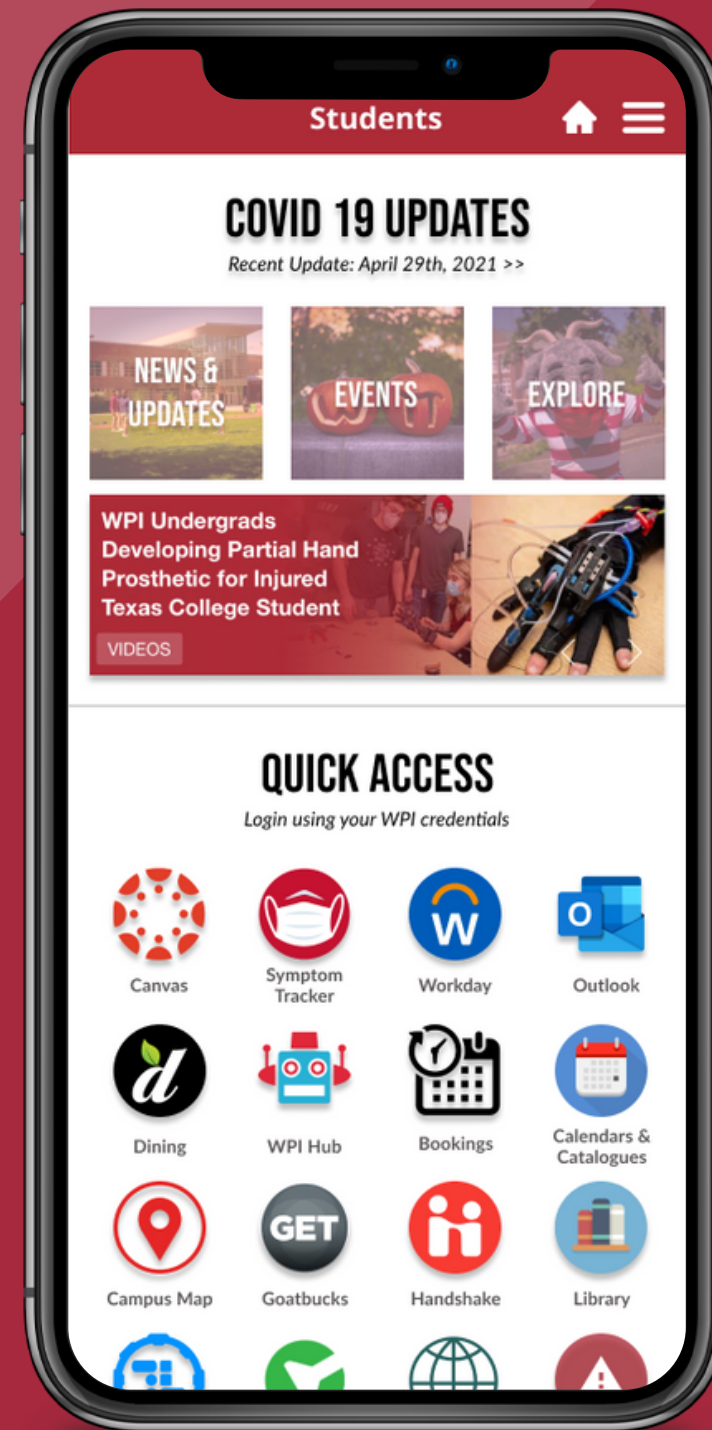 Students
COVID 19 UPDATES
Recent Update: April 29th, 2021 >>
NEWS &
UPDATES
EVENTS
EXPLORE
WPI Undergrads
Developing Partial Hand
Prosthetic for Injured
Texas College Student
VIDEOS
QUICK ACCESS
Login using your WPI credentials
Canvas
Symptom
Tracker
Workday
Outlook
Dining
WPI Hub
Bookings
Calendars &
Catalogues
GET
Campus Map
Goatbucks
Handshake
Library